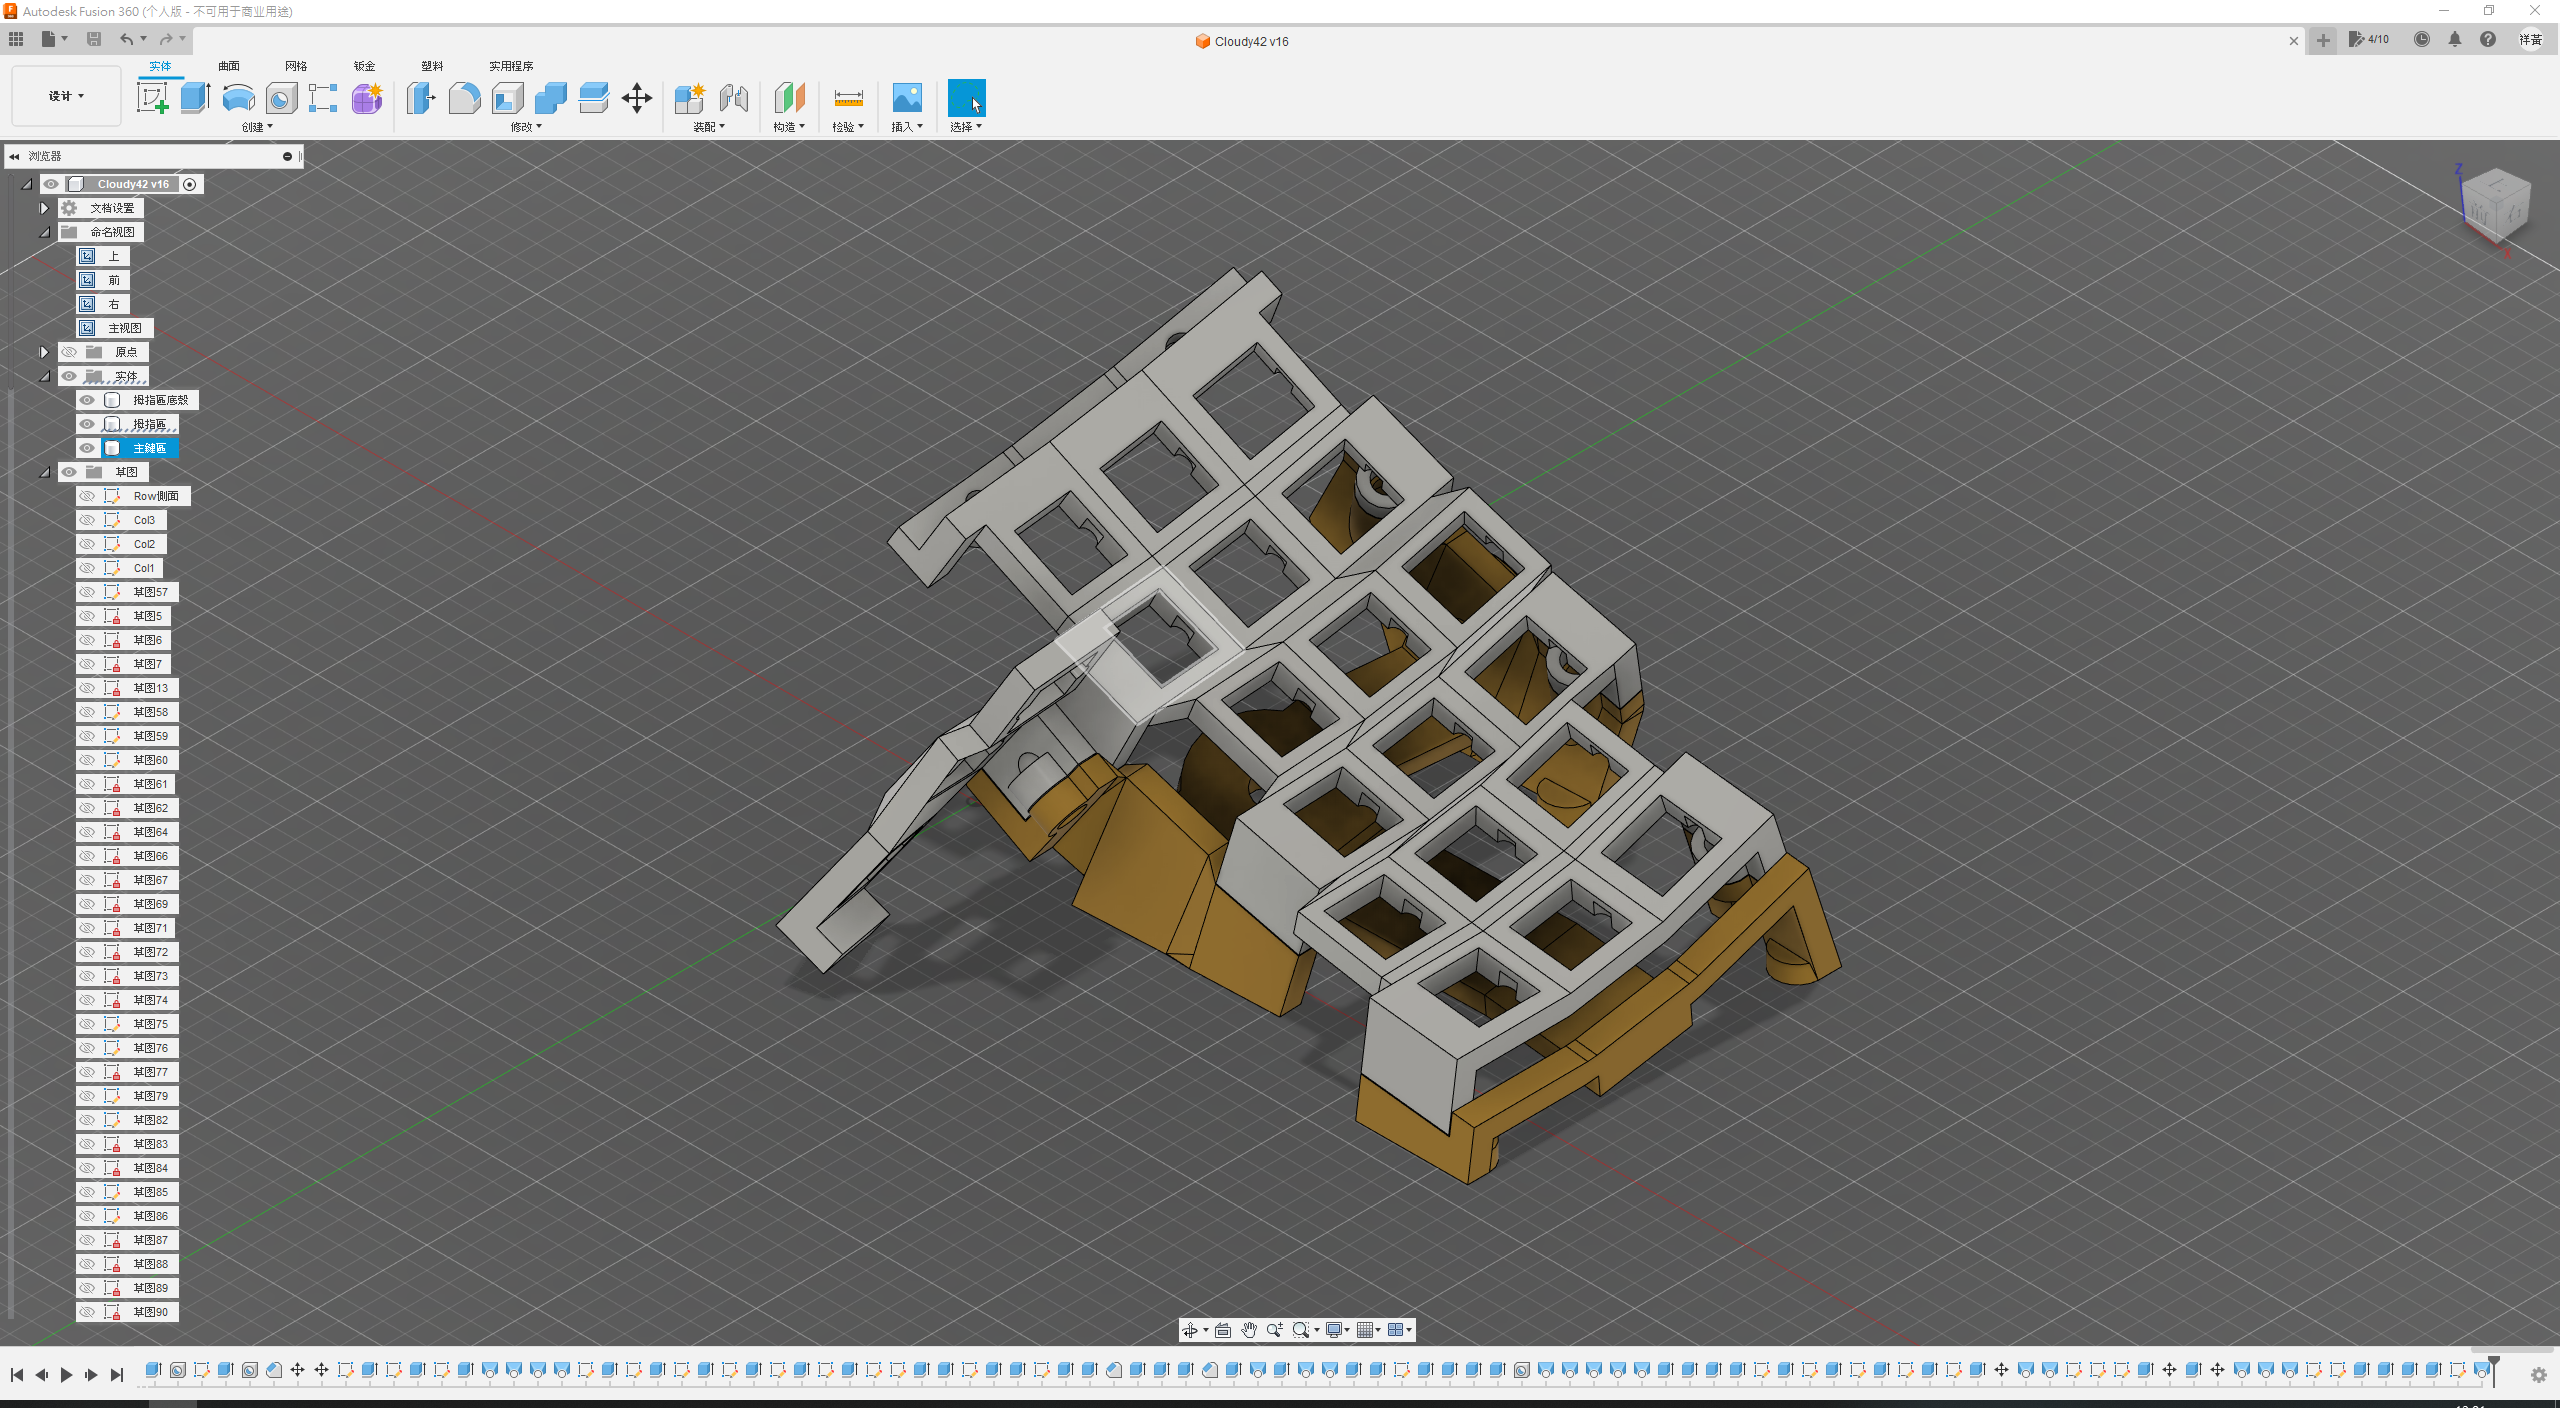 Autodesk Fusion 360 (个人版 - 不可用于商业用途)
Cloudy42 v16
4/10
祥黃
设计
实体 曲面 网格 钣金 塑料 实用程序
创建 修改 装配 构造 检验 插入 选择
浏览器
Cloudy42 v16
文档设置
命名视图
上
前
右
主视图
原点
实体
拇指區底殼
拇指區
主鍵區
草图
Row側面
Col3
Col2
Col1
草图57
草图5
草图6
草图7
草图13
草图58
草图59
草图60
草图61
草图62
草图64
草图66
草图67
草图69
草图71
草图72
草图73
草图74
草图75
草图76
草图77
草图79
草图82
草图83
草图84
草图85
草图86
草图87
草图88
草图89
草图90
Z
X